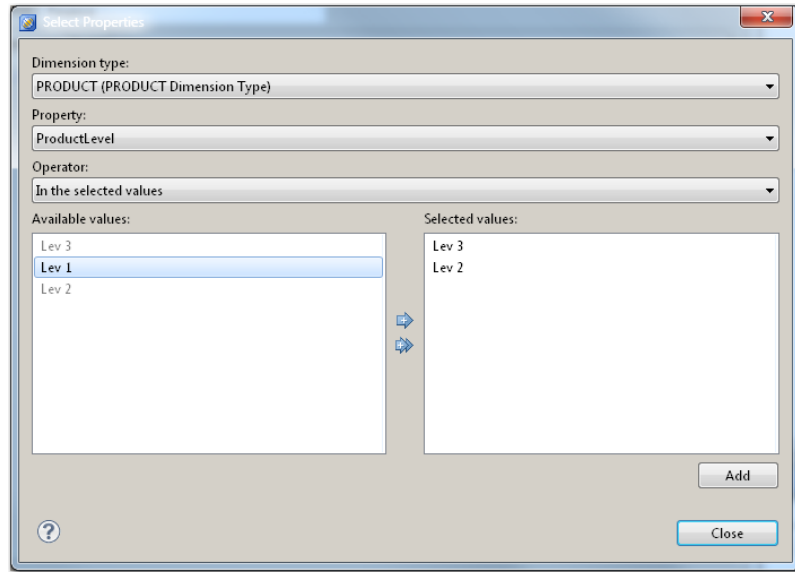 Select Properties
x
Dimension type:
PRODUCT (PRODUCT Dimension Type)
Property:
ProductLevel
Operator:
In the selected values
Available values:
Selected values:
Lev 3
Lev 1
Lev 2
Lev 3
Lev 2
Add
?
Close